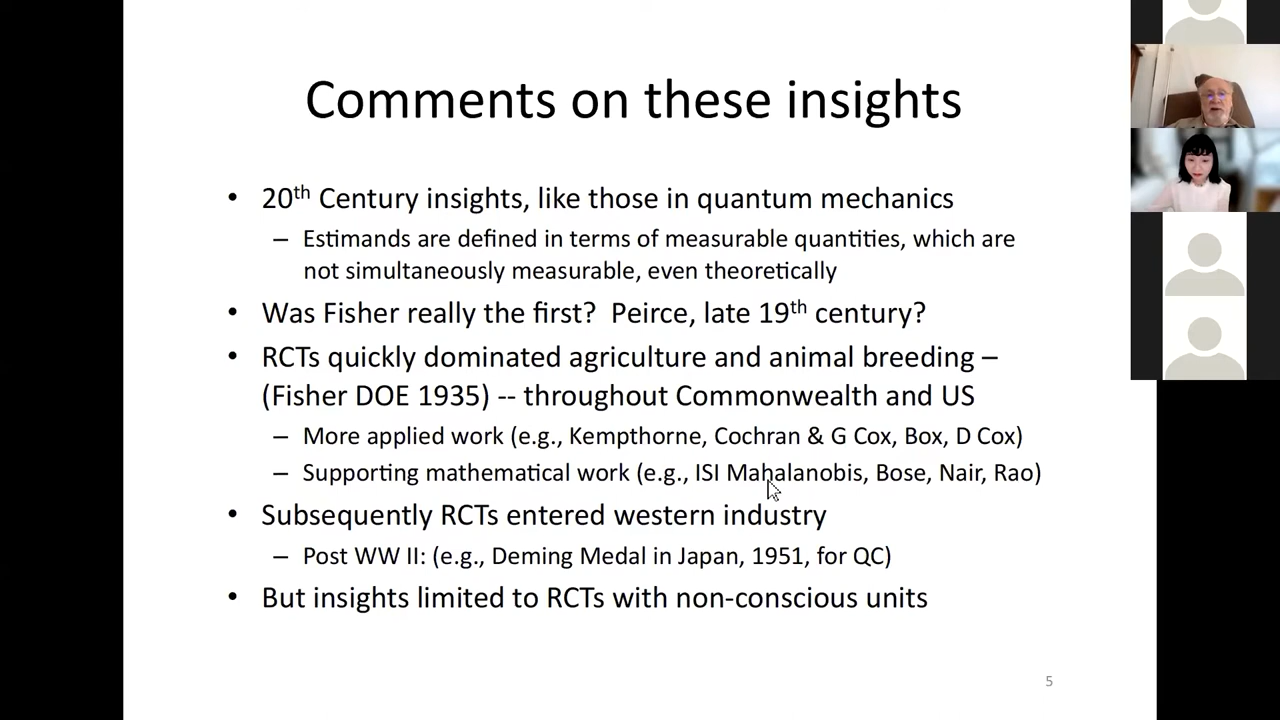 Comments on these insights
• 20th Century insights, like those in quantum mechanics
– Estimands are defined in terms of measurable quantities, which are
not simultaneously measurable, even theoretically
• Was Fisher really the first?  Peirce, late 19th century?
• RCTs quickly dominated agriculture and animal breeding –
(Fisher DOE 1935) -- throughout Commonwealth and US
– More applied work (e.g., Kempthorne, Cochran & G Cox, Box, D Cox)
– Supporting mathematical work (e.g., ISI Mahalanobis, Bose, Nair, Rao)
• Subsequently RCTs entered western industry
– Post WW II: (e.g., Deming Medal in Japan, 1951, for QC)
• But insights limited to RCTs with non-conscious units
5